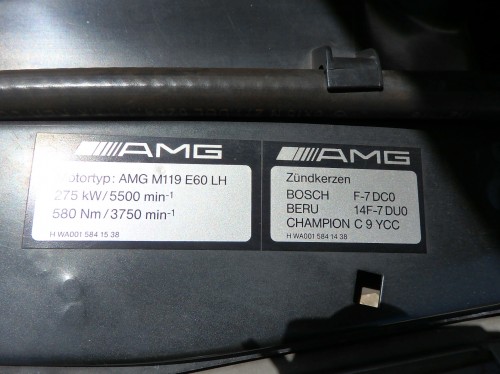 AMG
Motortyp: AMG M119 E60 LH
275 kW/5500 min⁻¹
580 Nm/3750 min⁻¹
H WA001 584 15 38
AMG
Zündkerzen
BOSCH F-7 DC0
BERU 14F-7 DU0
CHAMPION C 9 YCC
H WA001 584 14 38